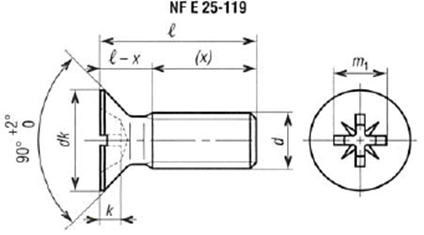 NF E 25-119
ℓ
ℓ – x
(x)
m1
90° +2° 0
dk
d
k